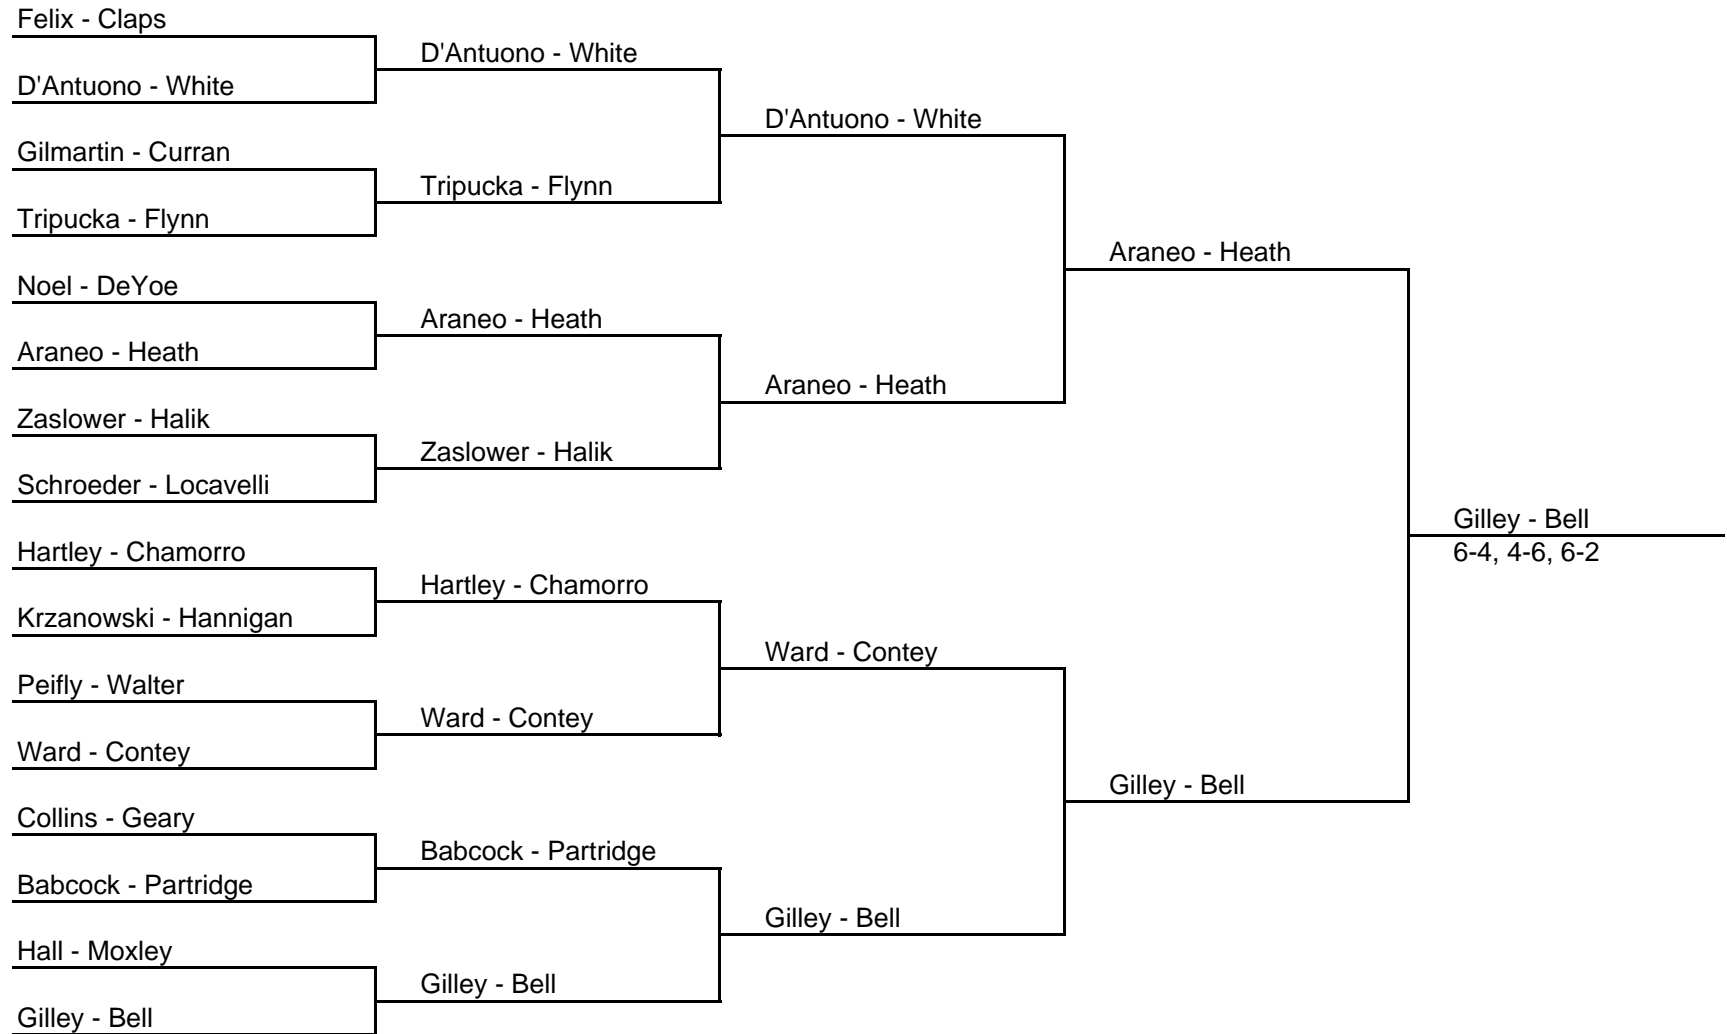 Felix - Claps
D'Antuono - White
D'Antuono - White
D'Antuono - White
Gilmartin - Curran
Tripucka - Flynn
Tripucka - Flynn
Araneo - Heath
Noel - DeYoe
Araneo - Heath
Araneo - Heath
Araneo - Heath
Zaslower - Halik
Zaslower - Halik
Schroeder - Locavelli
Gilley - Bell
6-4, 4-6, 6-2
Hartley - Chamorro
Hartley - Chamorro
Krzanowski - Hannigan
Ward - Contey
Peifly - Walter
Ward - Contey
Ward - Contey
Gilley - Bell
Collins - Geary
Babcock - Partridge
Babcock - Partridge
Gilley - Bell
Hall - Moxley
Gilley - Bell
Gilley - Bell